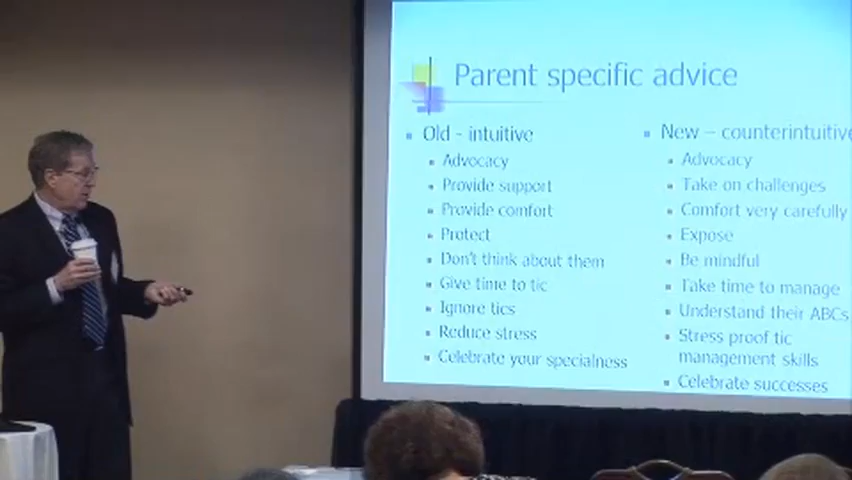 Parent specific advice
Old - intuitive
Advocacy
Provide support
Provide comfort
Protect
Don't think about them
Give time to tic
Ignore tics
Reduce stress
Celebrate your specialness
New – counterintuitive
Advocacy
Take on challenges
Comfort very carefully
Expose
Be mindful
Take time to manage
Understand their ABCs
Stress proof tic
management skills
Celebrate successes